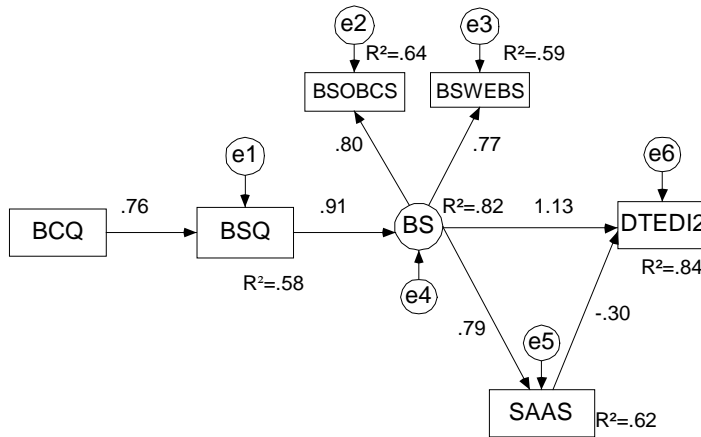 e2
R²=.64
e3
R²=.59
BSOBCS
BSWEBS
.80
.77
e1
e6
BCQ
.76
BSQ
.91
BS
R²=.82
1.13
DTEDI2
R²=.58
R²=.84
e4
.79
-.30
e5
SAAS
R²=.62